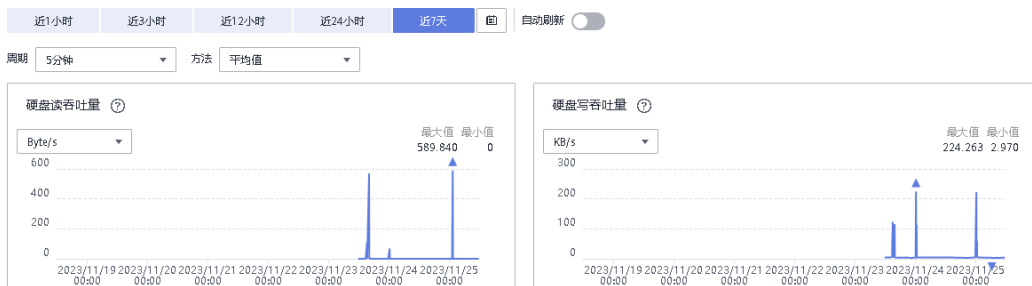 近1小时 近3小时 近12小时 近24小时 近7天 自动刷新
周期 5分钟 方法 平均值
硬盘读吞吐量 ?
Byte/s
最大值 最小值
589.840 0
600
400
200
0
2023/11/19 2023/11/20 2023/11/21 2023/11/22 2023/11/23 2023/11/24 2023/11/25
00:00 00:00 00:00 00:00 00:00 00:00 00:00
硬盘写吞吐量 ?
KB/s
最大值 最小值
224.263 2.970
300
200
100
0
2023/11/19 2023/11/20 2023/11/21 2023/11/22 2023/11/23 2023/11/24 2023/11/25
00:00 00:00 00:00 00:00 00:00 00:00 00:00